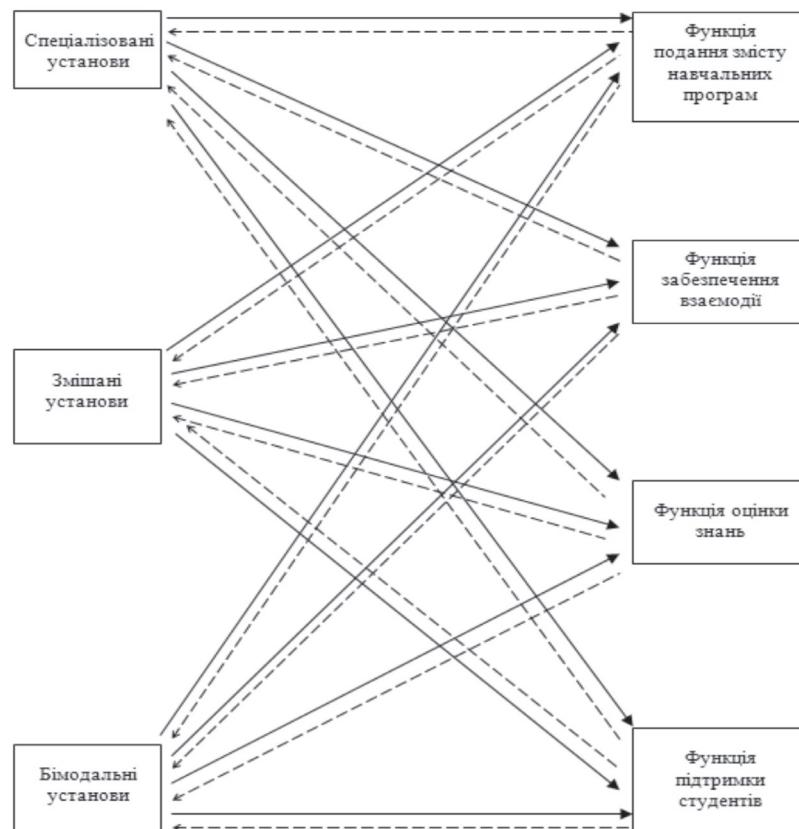 Спеціалізовані
установи
Функція
подання змісту
навчальних
програм
Функція
забезпечення
взаємодії
Змішані
установи
Функція оцінки
знань
Бімодальні
установи
Функція
підтримки
студентів